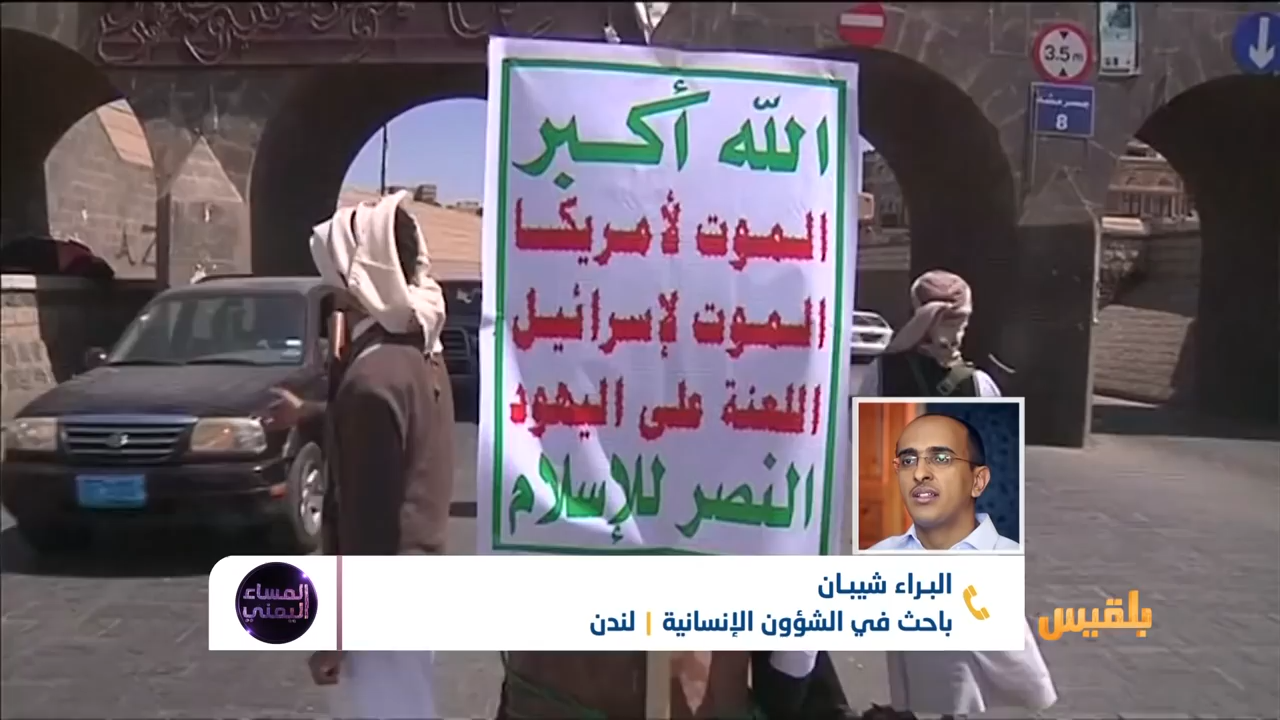 3.5m
8
الله أكبر
الموت لأمريكا
الموت لإسرائيل
اللعنة على اليهود
النصر للإسلام
البراء شيبان
باحث في الشؤون الإنسانية | لندن
المساء اليمني
بلقيس